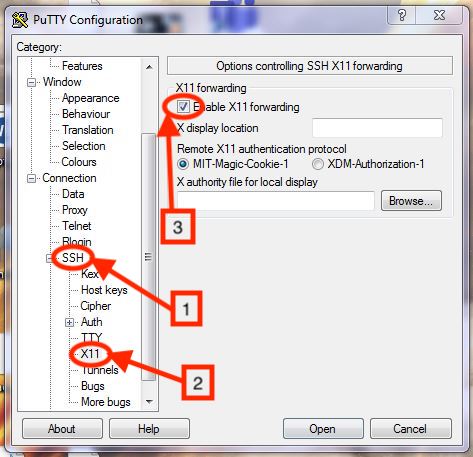 PuTTY Configuration
Category:
Features
Window
Appearance
Behaviour
Translation
Selection
Colours
Connection
Data
Proxy
Telnet
Rlogin
SSH
Kex
Host keys
Cipher
Auth
TTY
X11
Tunnels
Bugs
More bugs
Options controlling SSH X11 forwarding
X11 forwarding
Enable X11 forwarding
X display location
Remote X11 authentication protocol
MIT-Magic-Cookie-1 XDM-Authorization-1
X authority file for local display
Browse...
3
1
2
About Help Open Cancel